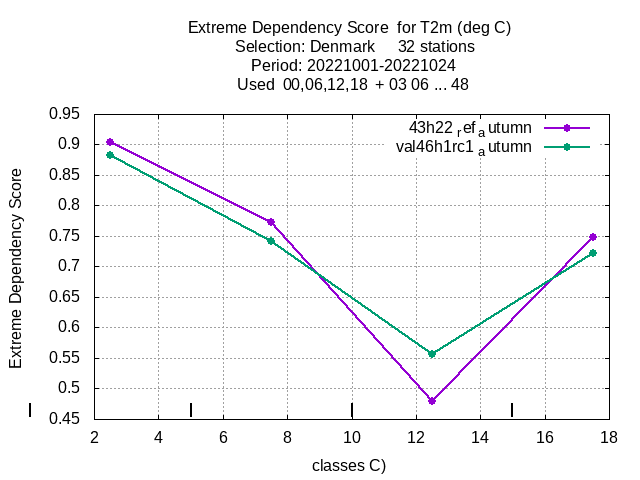 Extreme Dependency Score for T2m (deg C)
Selection: Denmark 32 stations
Period: 20221001-20221024
Used 00,06,12,18 + 03 06 ... 48
43h22 ref autumn
val46h1rc1 autumn
0.95
0.9
0.85
0.8
0.75
0.7
0.65
0.6
0.55
0.5
0.45
Extreme Dependency Score
2 4 6 8 10 12 14 16 18
classes C)